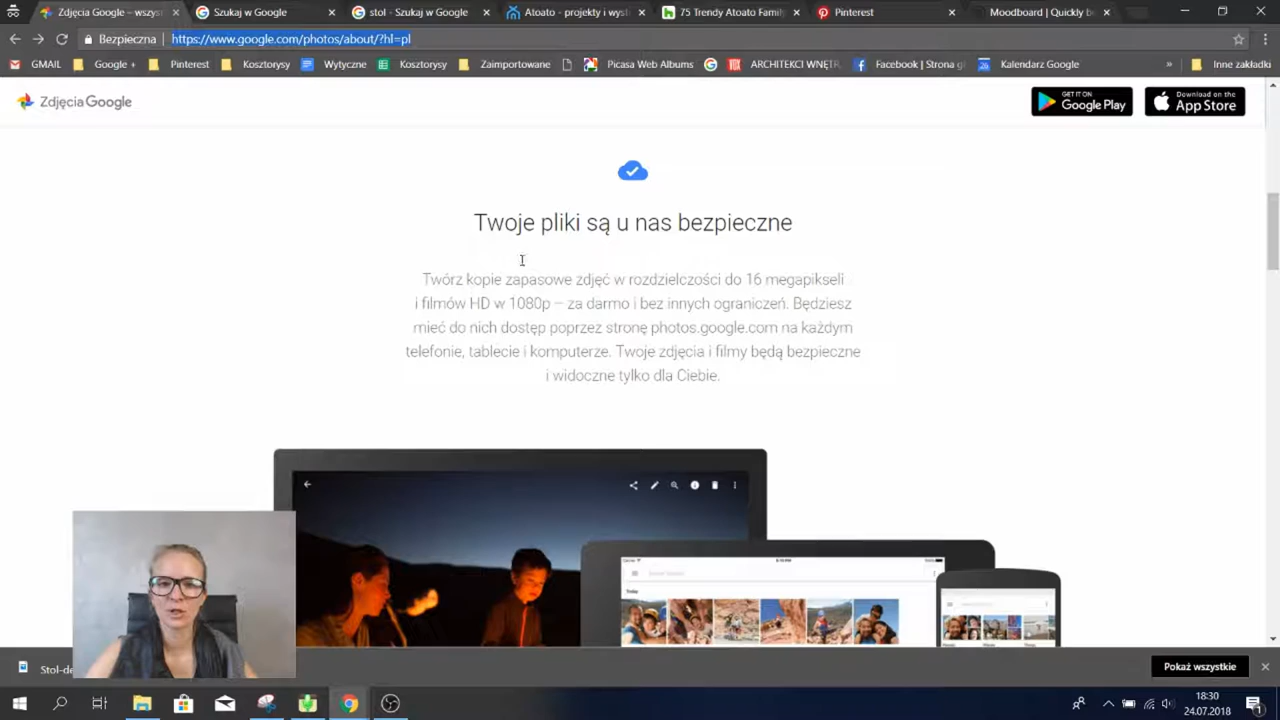 Zdjęcia Google – wszys
Szukaj w Google
stol - Szukaj w Google
Atoato - projekty i wyst
75 Trendy Atoato Family
Pinterest
Moodboard | Quickly b
Bezpieczna
https://www.google.com/photos/about/?hl=pl
GMAIL
Google +
Pinterest
Kosztorysy
Wytyczne
Kosztorysy
Zaimportowane
Picasa Web Albums
ARCHITEKCI WNĘTR
Facebook | Strona g
Kalendarz Google
»
Inne zakładki
Zdjęcia Google
GET IT ON
Google Play
Download on the
App Store
Twoje pliki są u nas bezpieczne
Twórz kopie zapasowe zdjęć w rozdzielczości do 16 megapikseli
i filmów HD w 1080p – za darmo i bez innych ograniczeń. Będziesz
mieć do nich dostęp poprzez stronę photos.google.com na każdym
telefonie, tablecie i komputerze. Twoje zdjęcia i filmy będą bezpieczne
i widoczne tylko dla Ciebie.
Stol-de
Pokaż wszystkie
18:30
24.07.2018